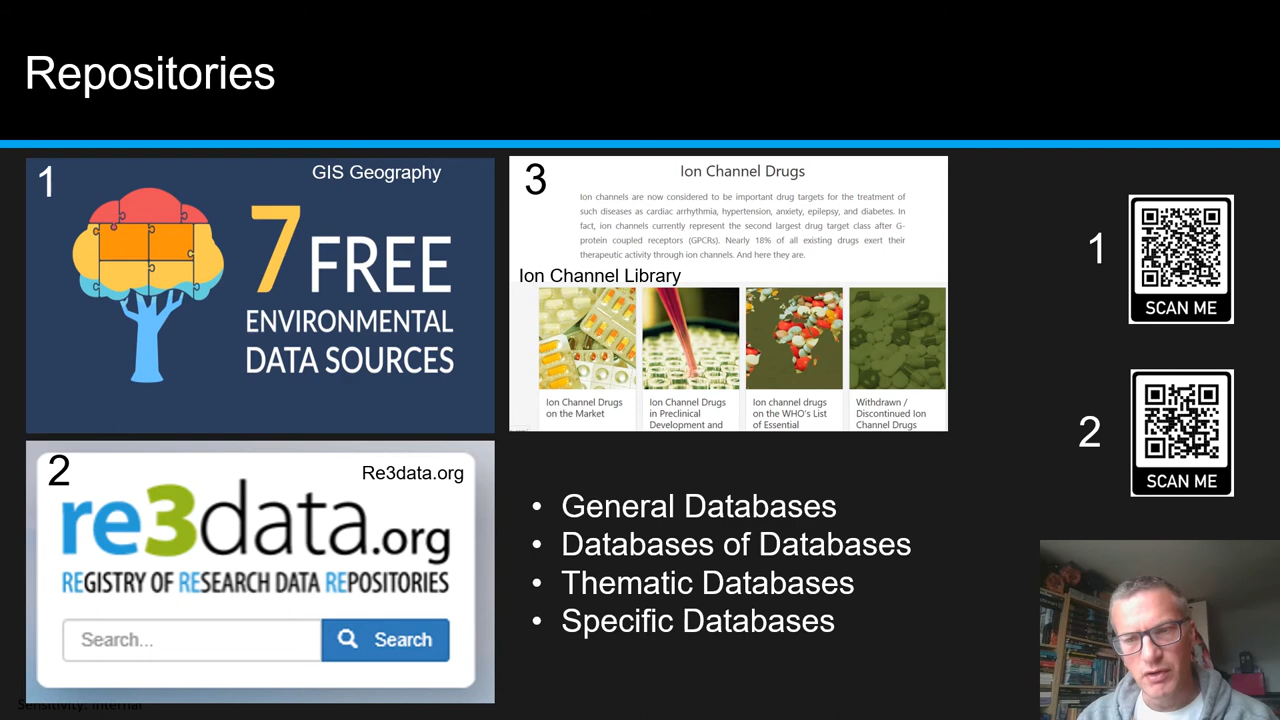 Repositories
1
GIS Geography
7 FREE
ENVIRONMENTAL
DATA SOURCES
2
Re3data.org
re3data.org
REGISTRY OF RESEARCH DATA REPOSITORIES
Search...
Search
3
Ion Channel Drugs
Ion channels are now considered to be important drug targets for the treatment of
such diseases as cardiac arrhythmia, hypertension, anxiety, epilepsy, and diabetes. In
fact, ion channels currently represent the second largest drug target class after G-
protein coupled receptors (GPCRs). Nearly 18% of all existing drugs exert their
therapeutic activity through ion channels. And here they are.
Ion Channel Library
Ion Channel Drugs
on the Market
Ion Channel Drugs
in Preclinical
Development and
Ion channel drugs
on the WHO's List
of Essential
Withdrawn /
Discontinued Ion
Channel Drugs
• General Databases
• Databases of Databases
• Thematic Databases
• Specific Databases
1
SCAN ME
2
SCAN ME
Sensitivity: Internal